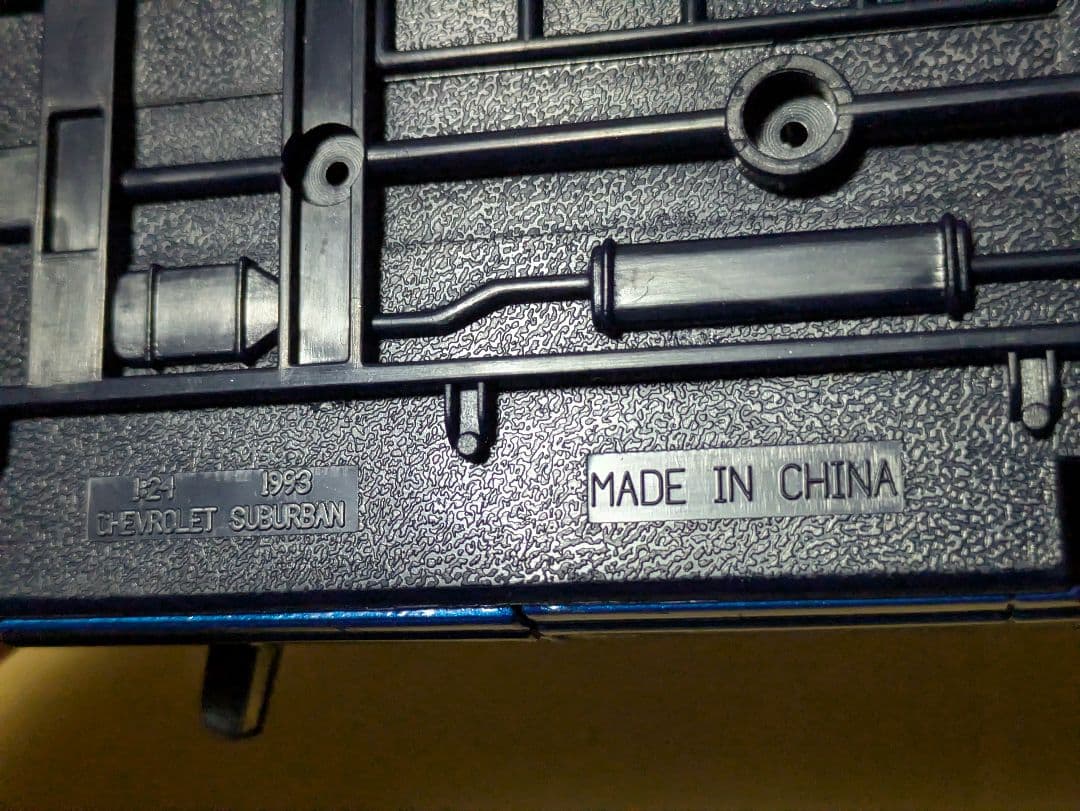 1:24 1993
CHEVROLET SUBURBAN
MADE IN CHINA